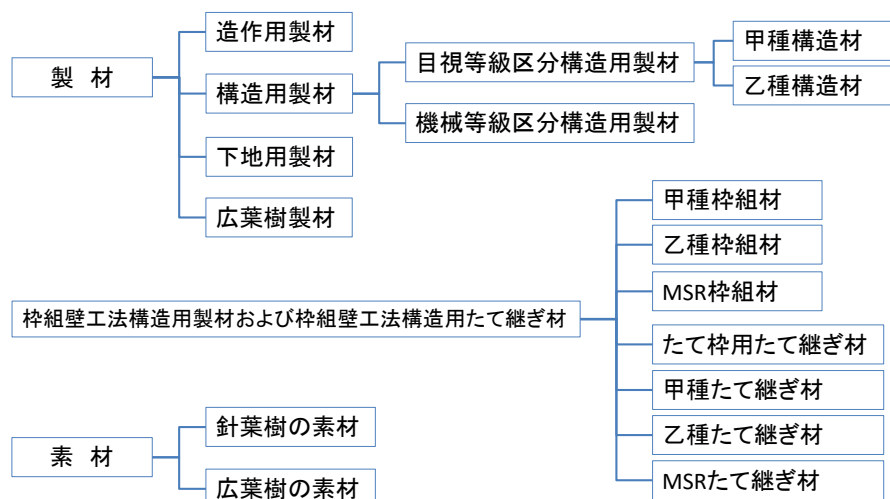 造作用製材
製 材
構造用製材
下地用製材
広葉樹製材
目視等級区分構造用製材
機械等級区分構造用製材
甲種構造材
乙種構造材
枠組壁工法構造用製材および枠組壁工法構造用たて継ぎ材
甲種枠組材
乙種枠組材
MSR枠組材
たて枠用たて継ぎ材
甲種たて継ぎ材
乙種たて継ぎ材
MSRたて継ぎ材
素 材
針葉樹の素材
広葉樹の素材